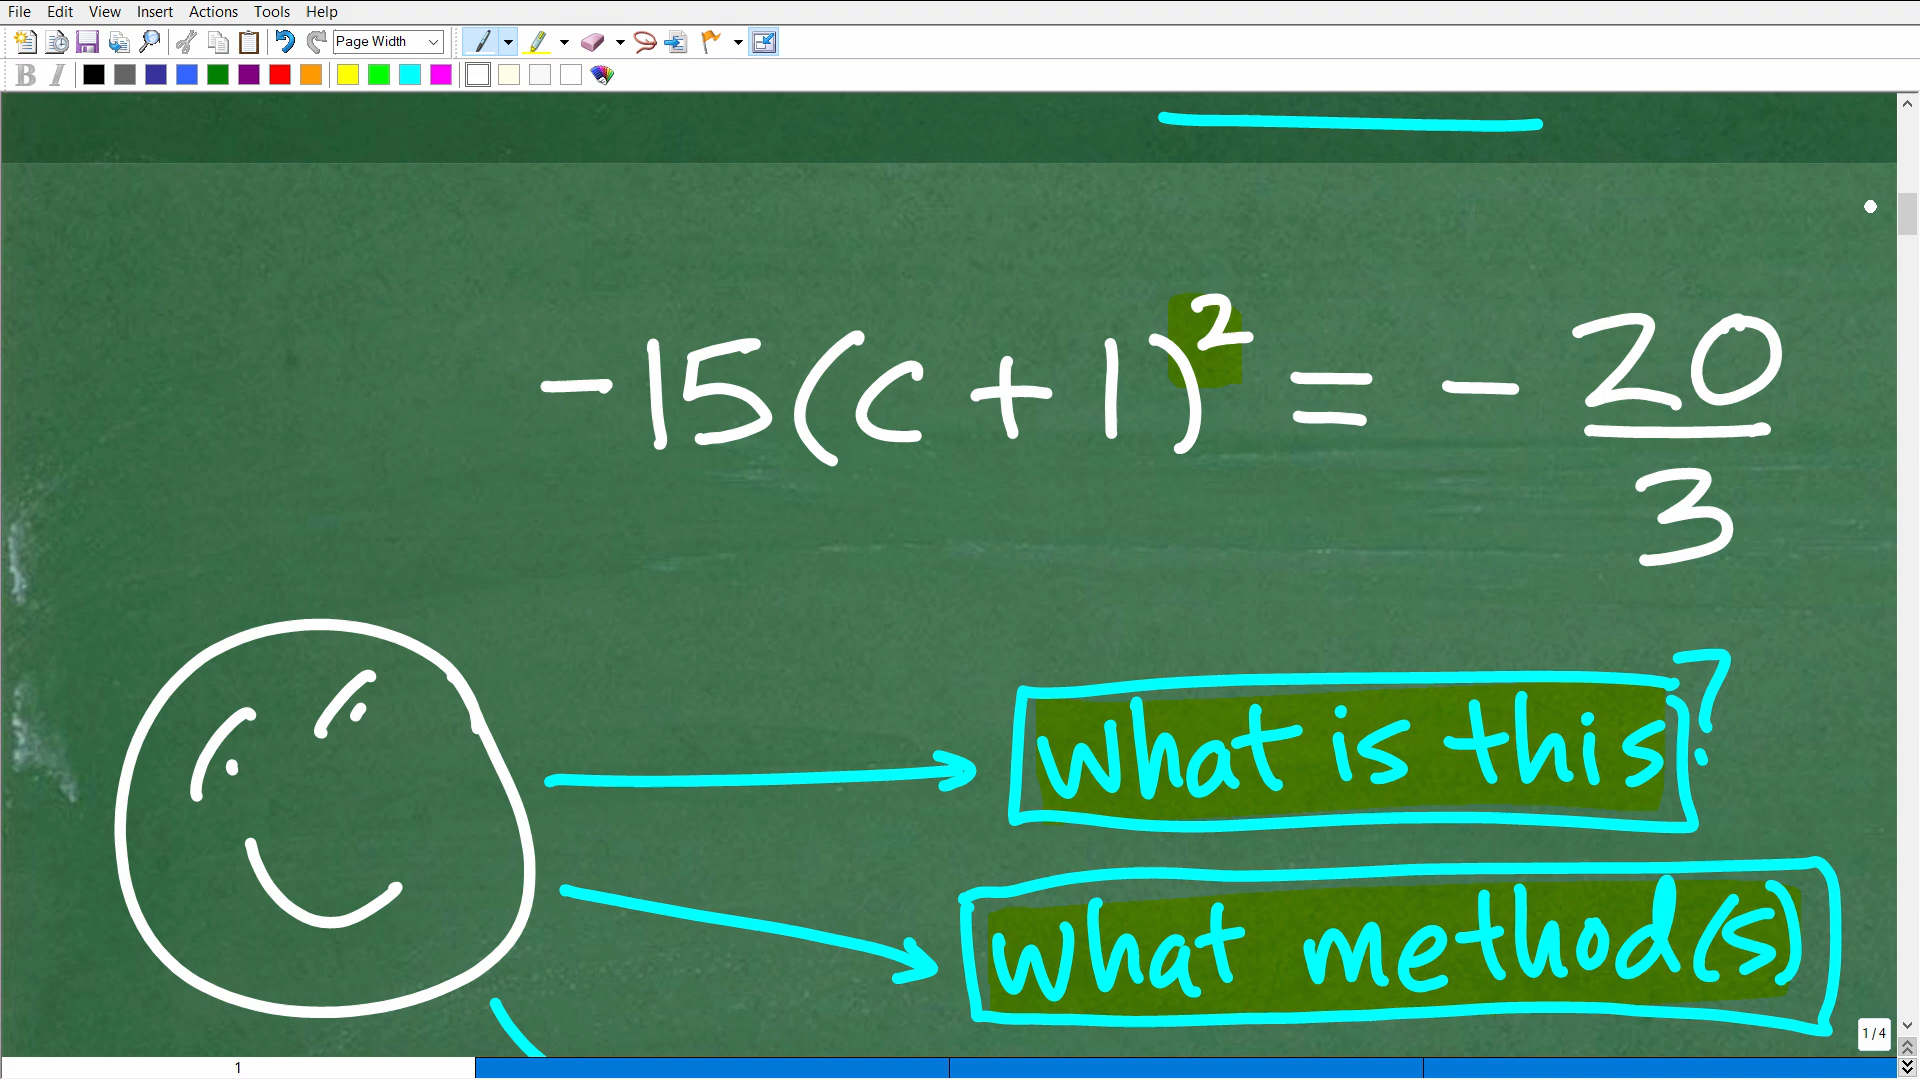 File Edit View Insert Actions Tools Help
Page Width
B I
-15(c+1)² = - 20/3
What is this?
What method(s)
1 / 4
1